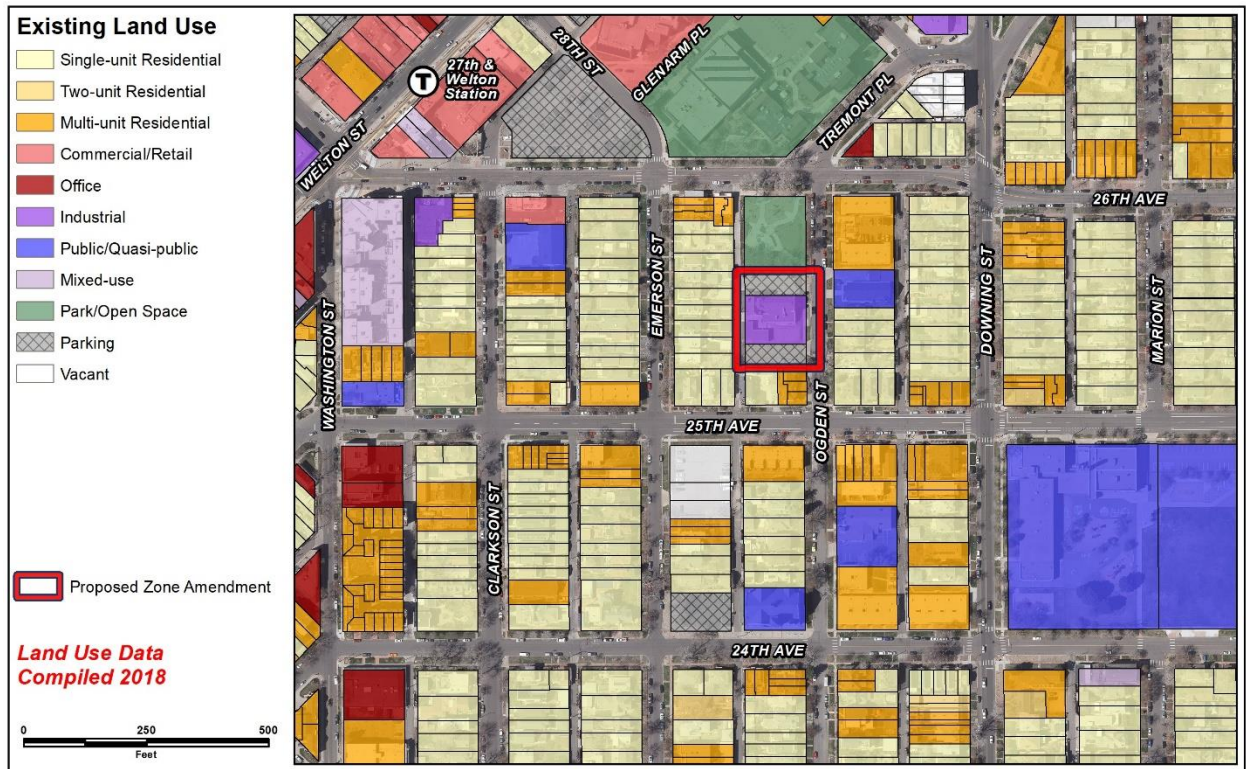 Existing Land Use
Single-unit Residential
Two-unit Residential
Multi-unit Residential
Commercial/Retail
Office
Industrial
Public/Quasi-public
Mixed-use
Park/Open Space
Parking
Vacant
Proposed Zone Amendment
Land Use Data
Compiled 2018
0 250 500
Feet
T
27th &
Welton
Station
28TH ST
GLENARM PL
TREMONT PL
WELTON ST
26TH AVE
WASHINGTON ST
EMERSON ST
DOWNING ST
MARION ST
25TH AVE
OGDEN ST
CLARKSON ST
24TH AVE